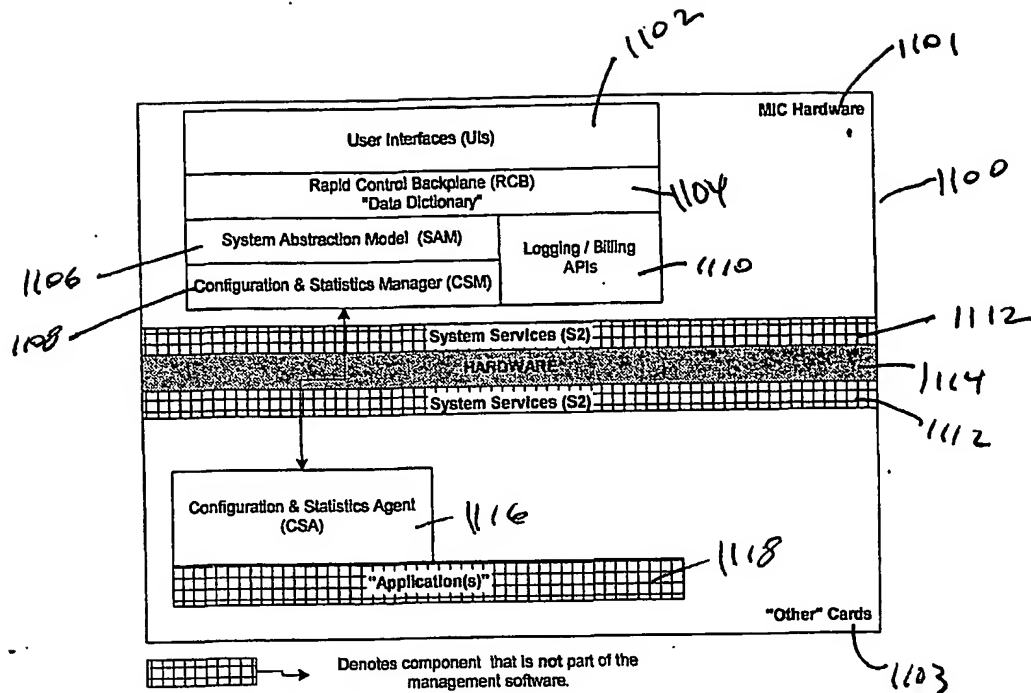 1102
1101
MIC Hardware
User Interfaces (UIs)
1100
Rapid Control Backplane (RCB)
"Data Dictionary"
1104
System Abstraction Model (SAM)
Logging / Billing
APIs
1106
1110
Configuration & Statistics Manager (CSM)
1108
System Services (S2)
1112
HARDWARE
1114
System Services (S2)
1112
Configuration & Statistics Agent
(CSA)
1116
"Application(s)"
1118
"Other" Cards
1103
Denotes component that is not part of the
management software.